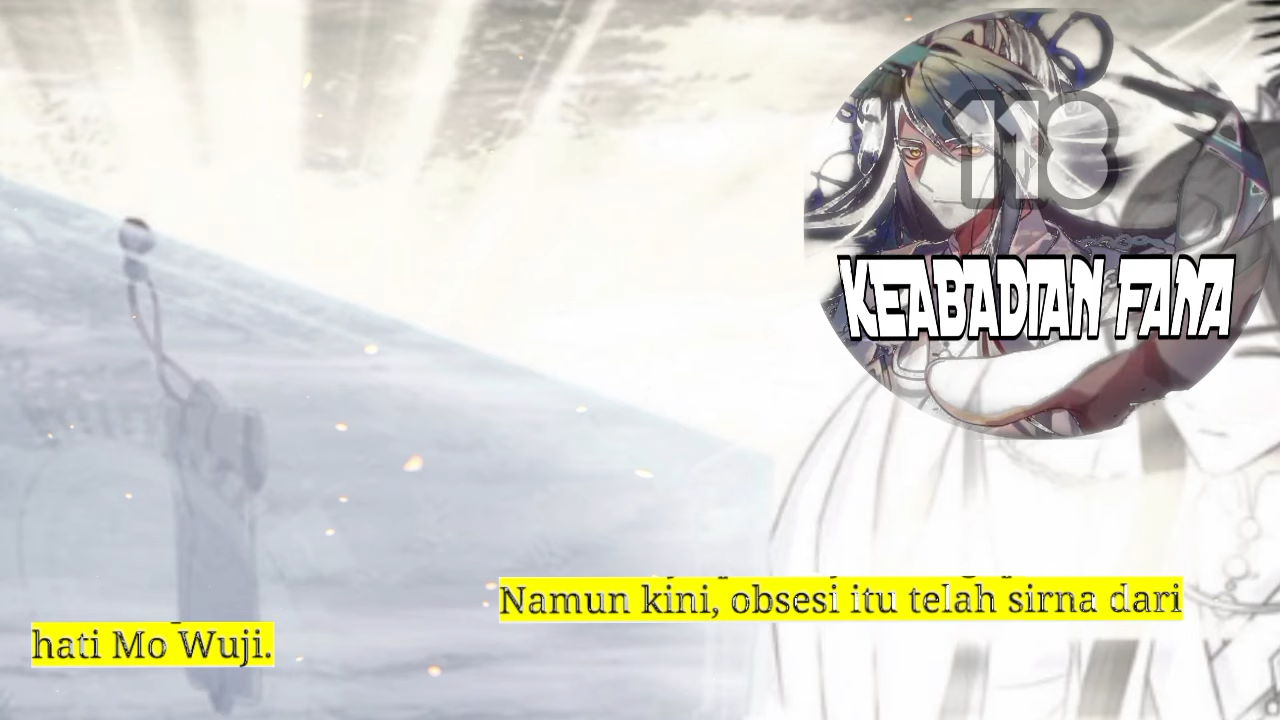 118
KEABADIAN FANA
Namun kini, obsesi itu telah sirna dari
hati Mo Wuji.